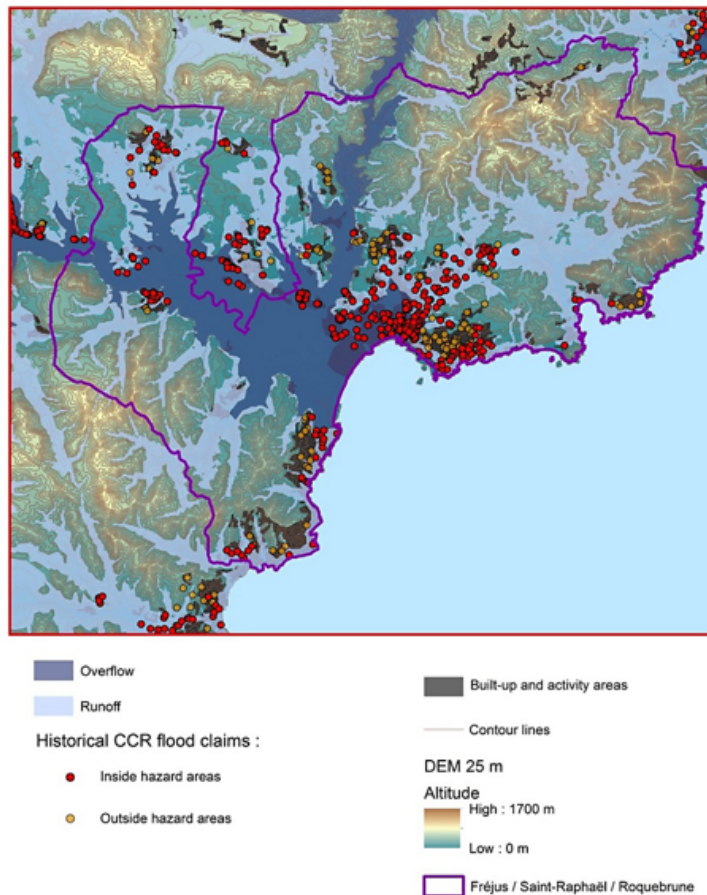 Overflow
Runoff
Historical CCR flood claims :
Inside hazard areas
Outside hazard areas
Built-up and activity areas
Contour lines
DEM 25 m
Altitude
High : 1700 m
Low : 0 m
Fréjus / Saint-Raphaël / Roquebrune